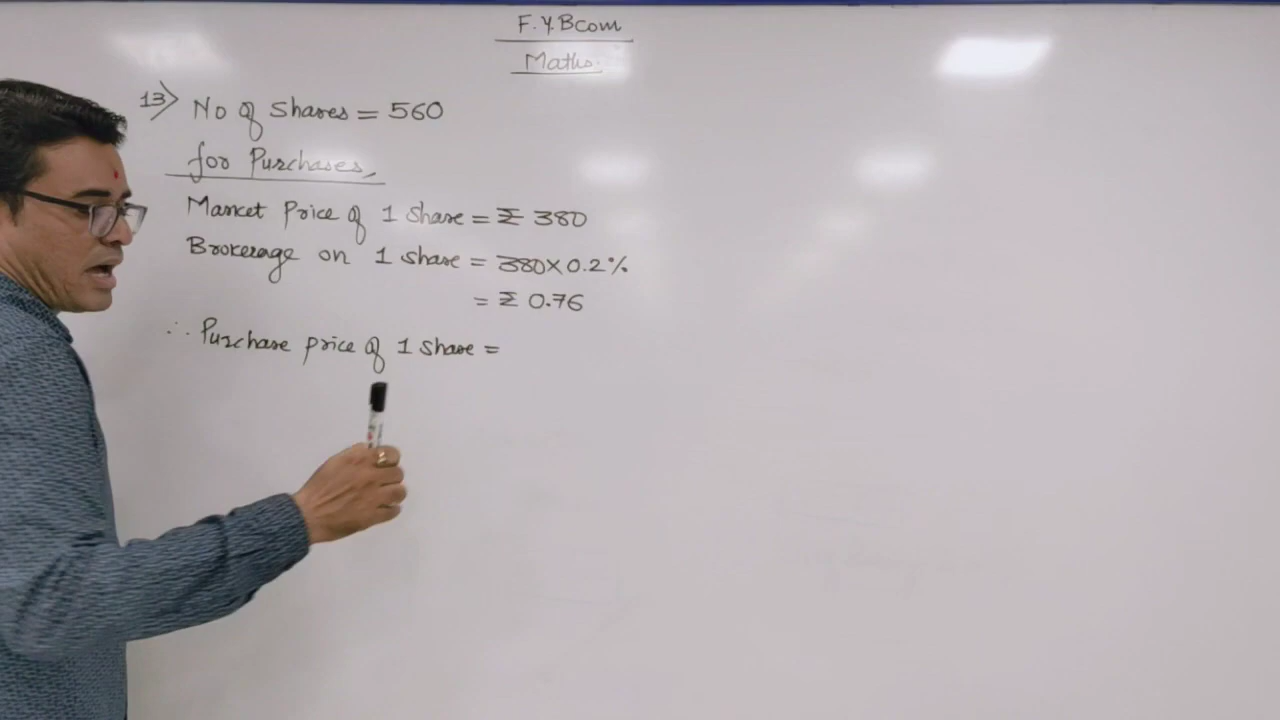 F.Y.Bcom
Maths.
13> No of Shares = 560
for Purchases,
Market Price of 1 Share = ₹ 380
Brokerage on 1 share = 380×0.2%
= ₹ 0.76
∴ Purchase price of 1 share =